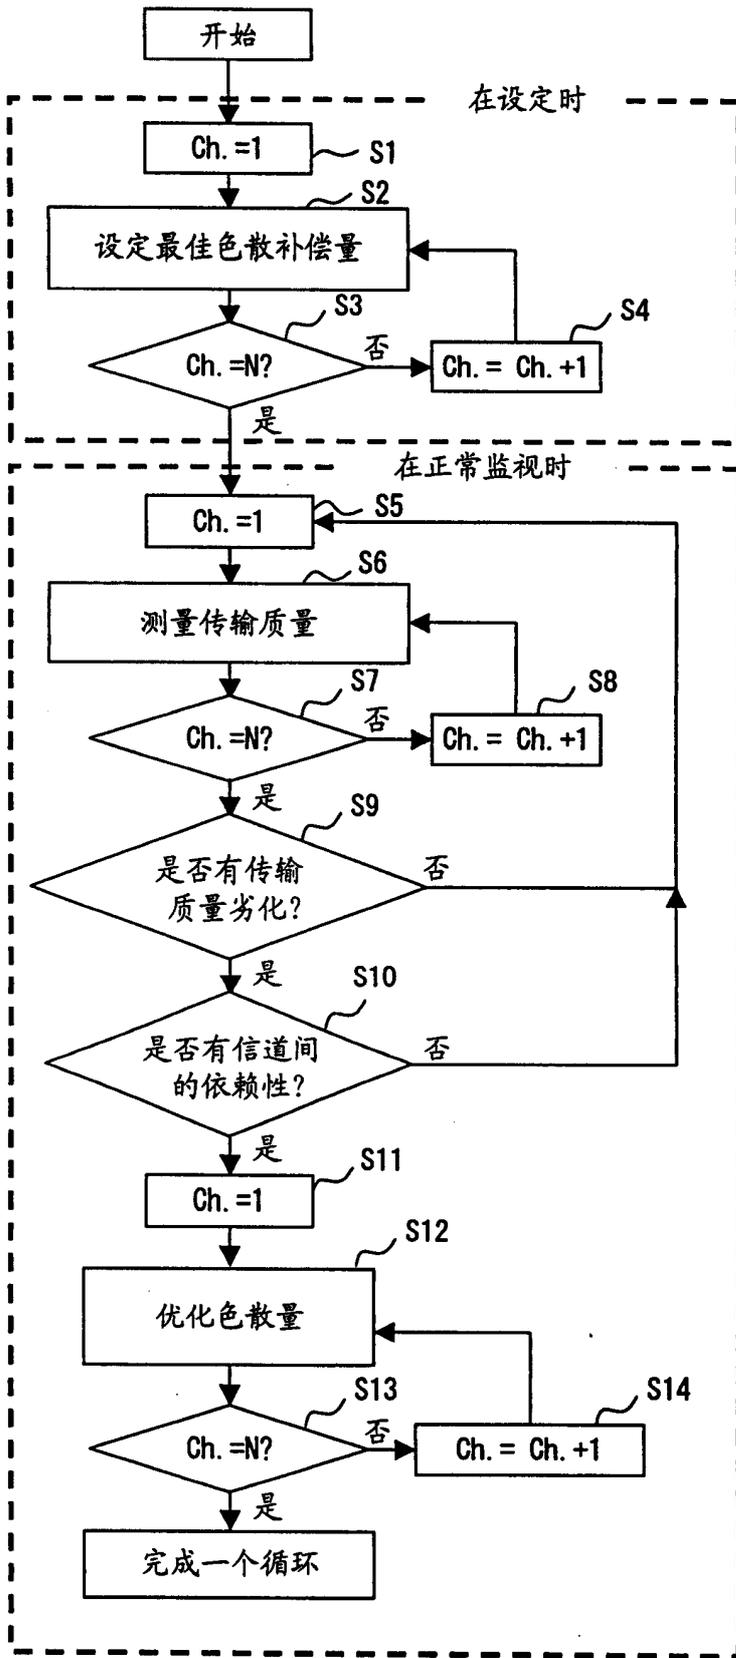 开始
在设定时
Ch.=1
S1
S2
设定最佳色散补偿量
S3
Ch.=N?
否
S4
Ch.= Ch.+1
是
在正常监视时
Ch.=1
S5
S6
测量传输质量
S7
Ch.=N?
否
S8
Ch.= Ch.+1
是
S9
是否有传输
质量劣化?
否
是
S10
是否有信道间
的依赖性?
否
是
S11
Ch.=1
S12
优化色散量
S13
Ch.=N?
否
S14
Ch.= Ch.+1
是
完成一个循环